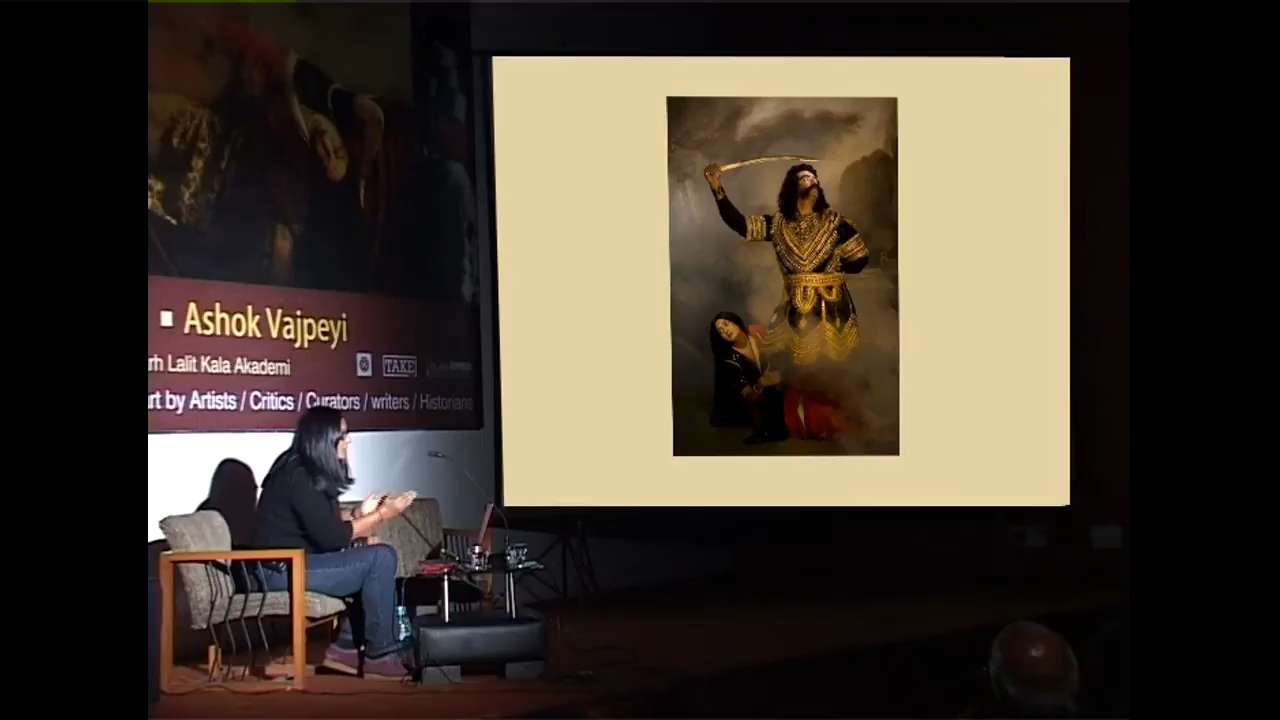 ▪ Ashok Vajpeyi
rh Lalit Kala Akademi
TAKE
rt by Artists / Critics / Curators / writers / Historians